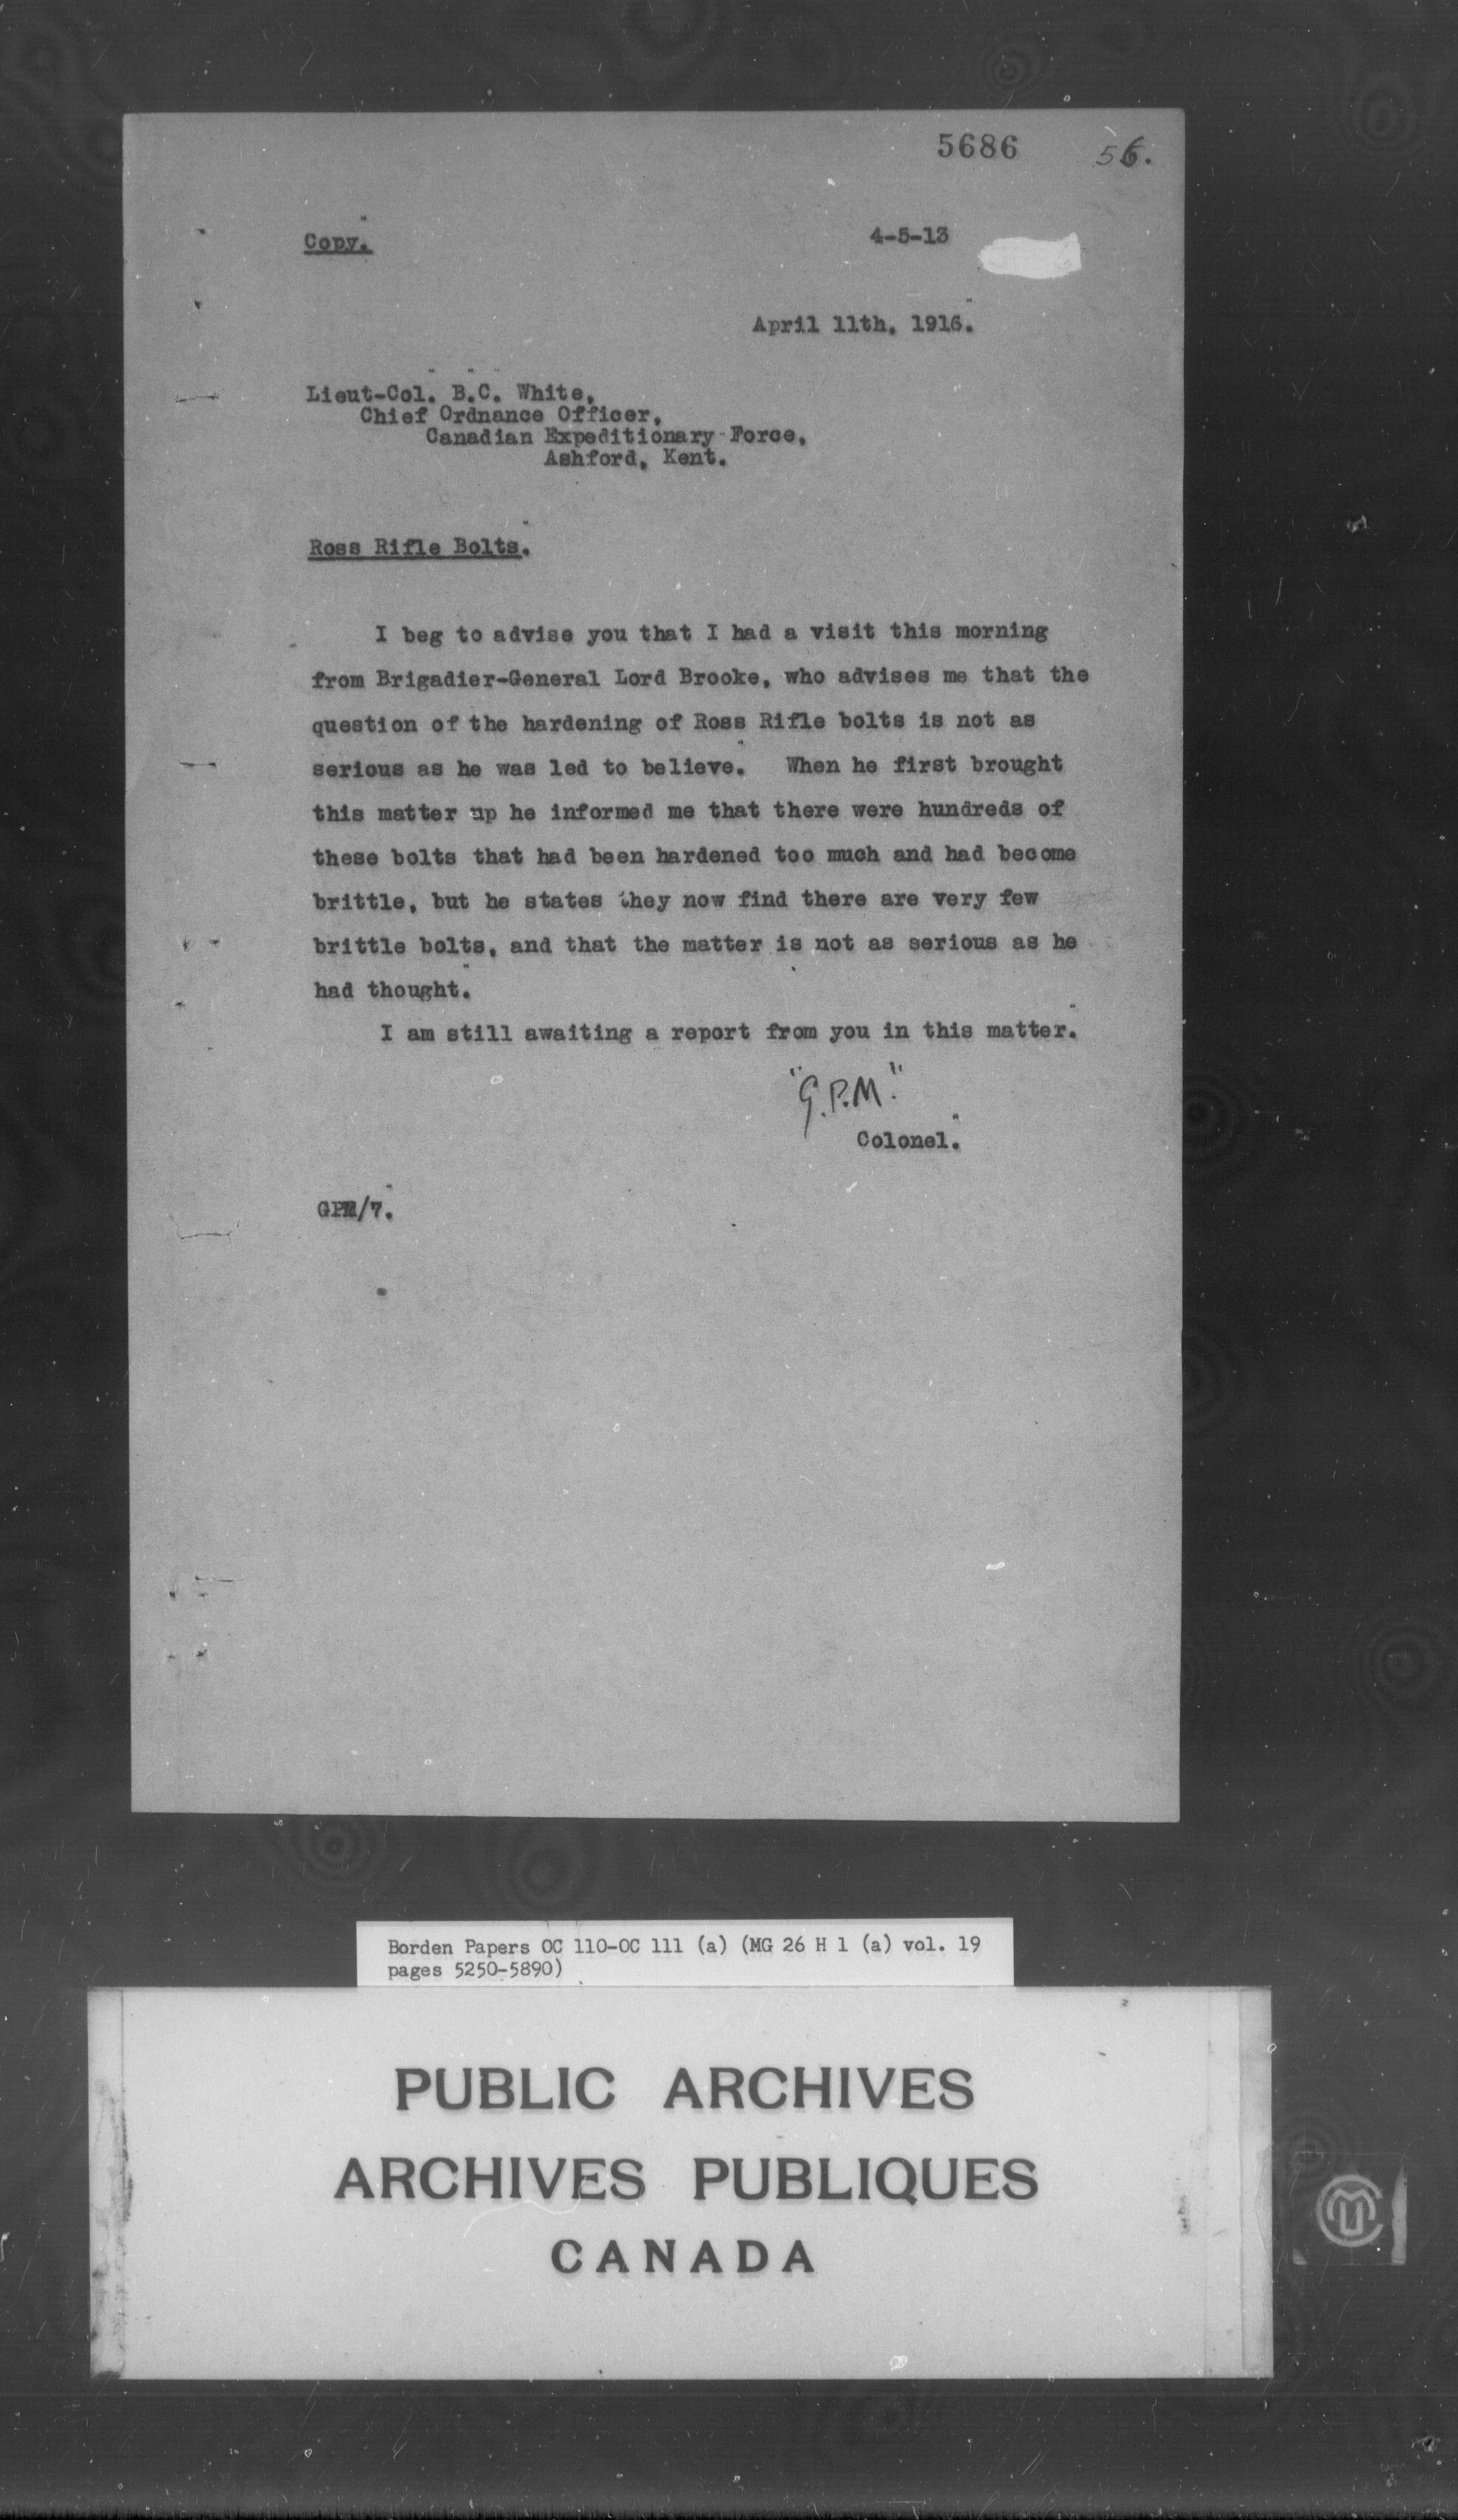 5686 56.
Copy. 4-5-13
April 11th, 1916.
Lieut-Col. B.C. White,
Chief Ordnance Officer,
Canadian Expeditionary Force,
Ashford, Kent.
Ross Rifle Bolts.
I beg to advise you that I had a visit this morning
from Brigadier-General Lord Brooke, who advises me that the
question of the hardening of Ross Rifle bolts is not as
serious as he was led to believe. When he first brought
this matter up he informed me that there were hundreds of
these bolts that had been hardened too much and had become
brittle, but he states they now find there are very few
brittle bolts, and that the matter is not as serious as he
had thought.
I am still awaiting a report from you in this matter.
"G.P.M."
Colonel.
GPM/7.
Borden Papers OC 110-OC 111 (a) (MG 26 H 1 (a) vol. 19
pages 5250-5890)
PUBLIC ARCHIVES
ARCHIVES PUBLIQUES
CANADA